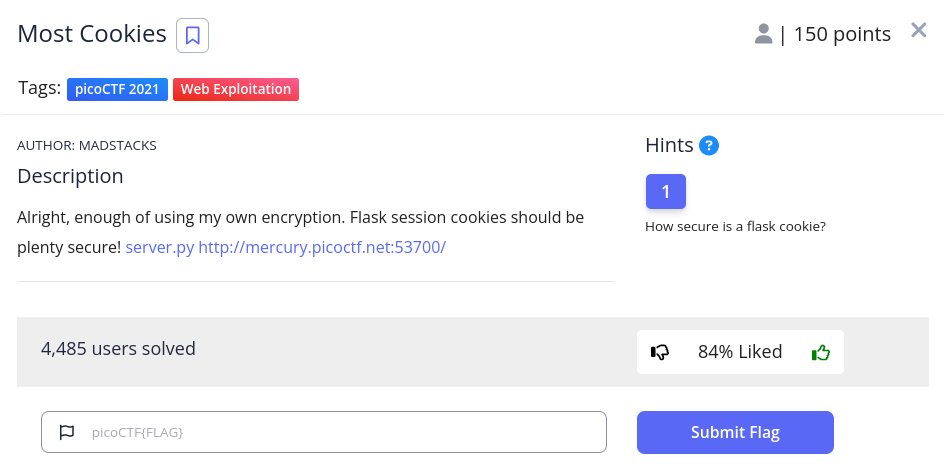 Most Cookies
| 150 points
Tags: picoCTF 2021 Web Exploitation
AUTHOR: MADSTACKS
Description
Alright, enough of using my own encryption. Flask session cookies should be
plenty secure! server.py http://mercury.picoctf.net:53700/
Hints ?
1
How secure is a flask cookie?
4,485 users solved
84% Liked
picoCTF{FLAG}
Submit Flag